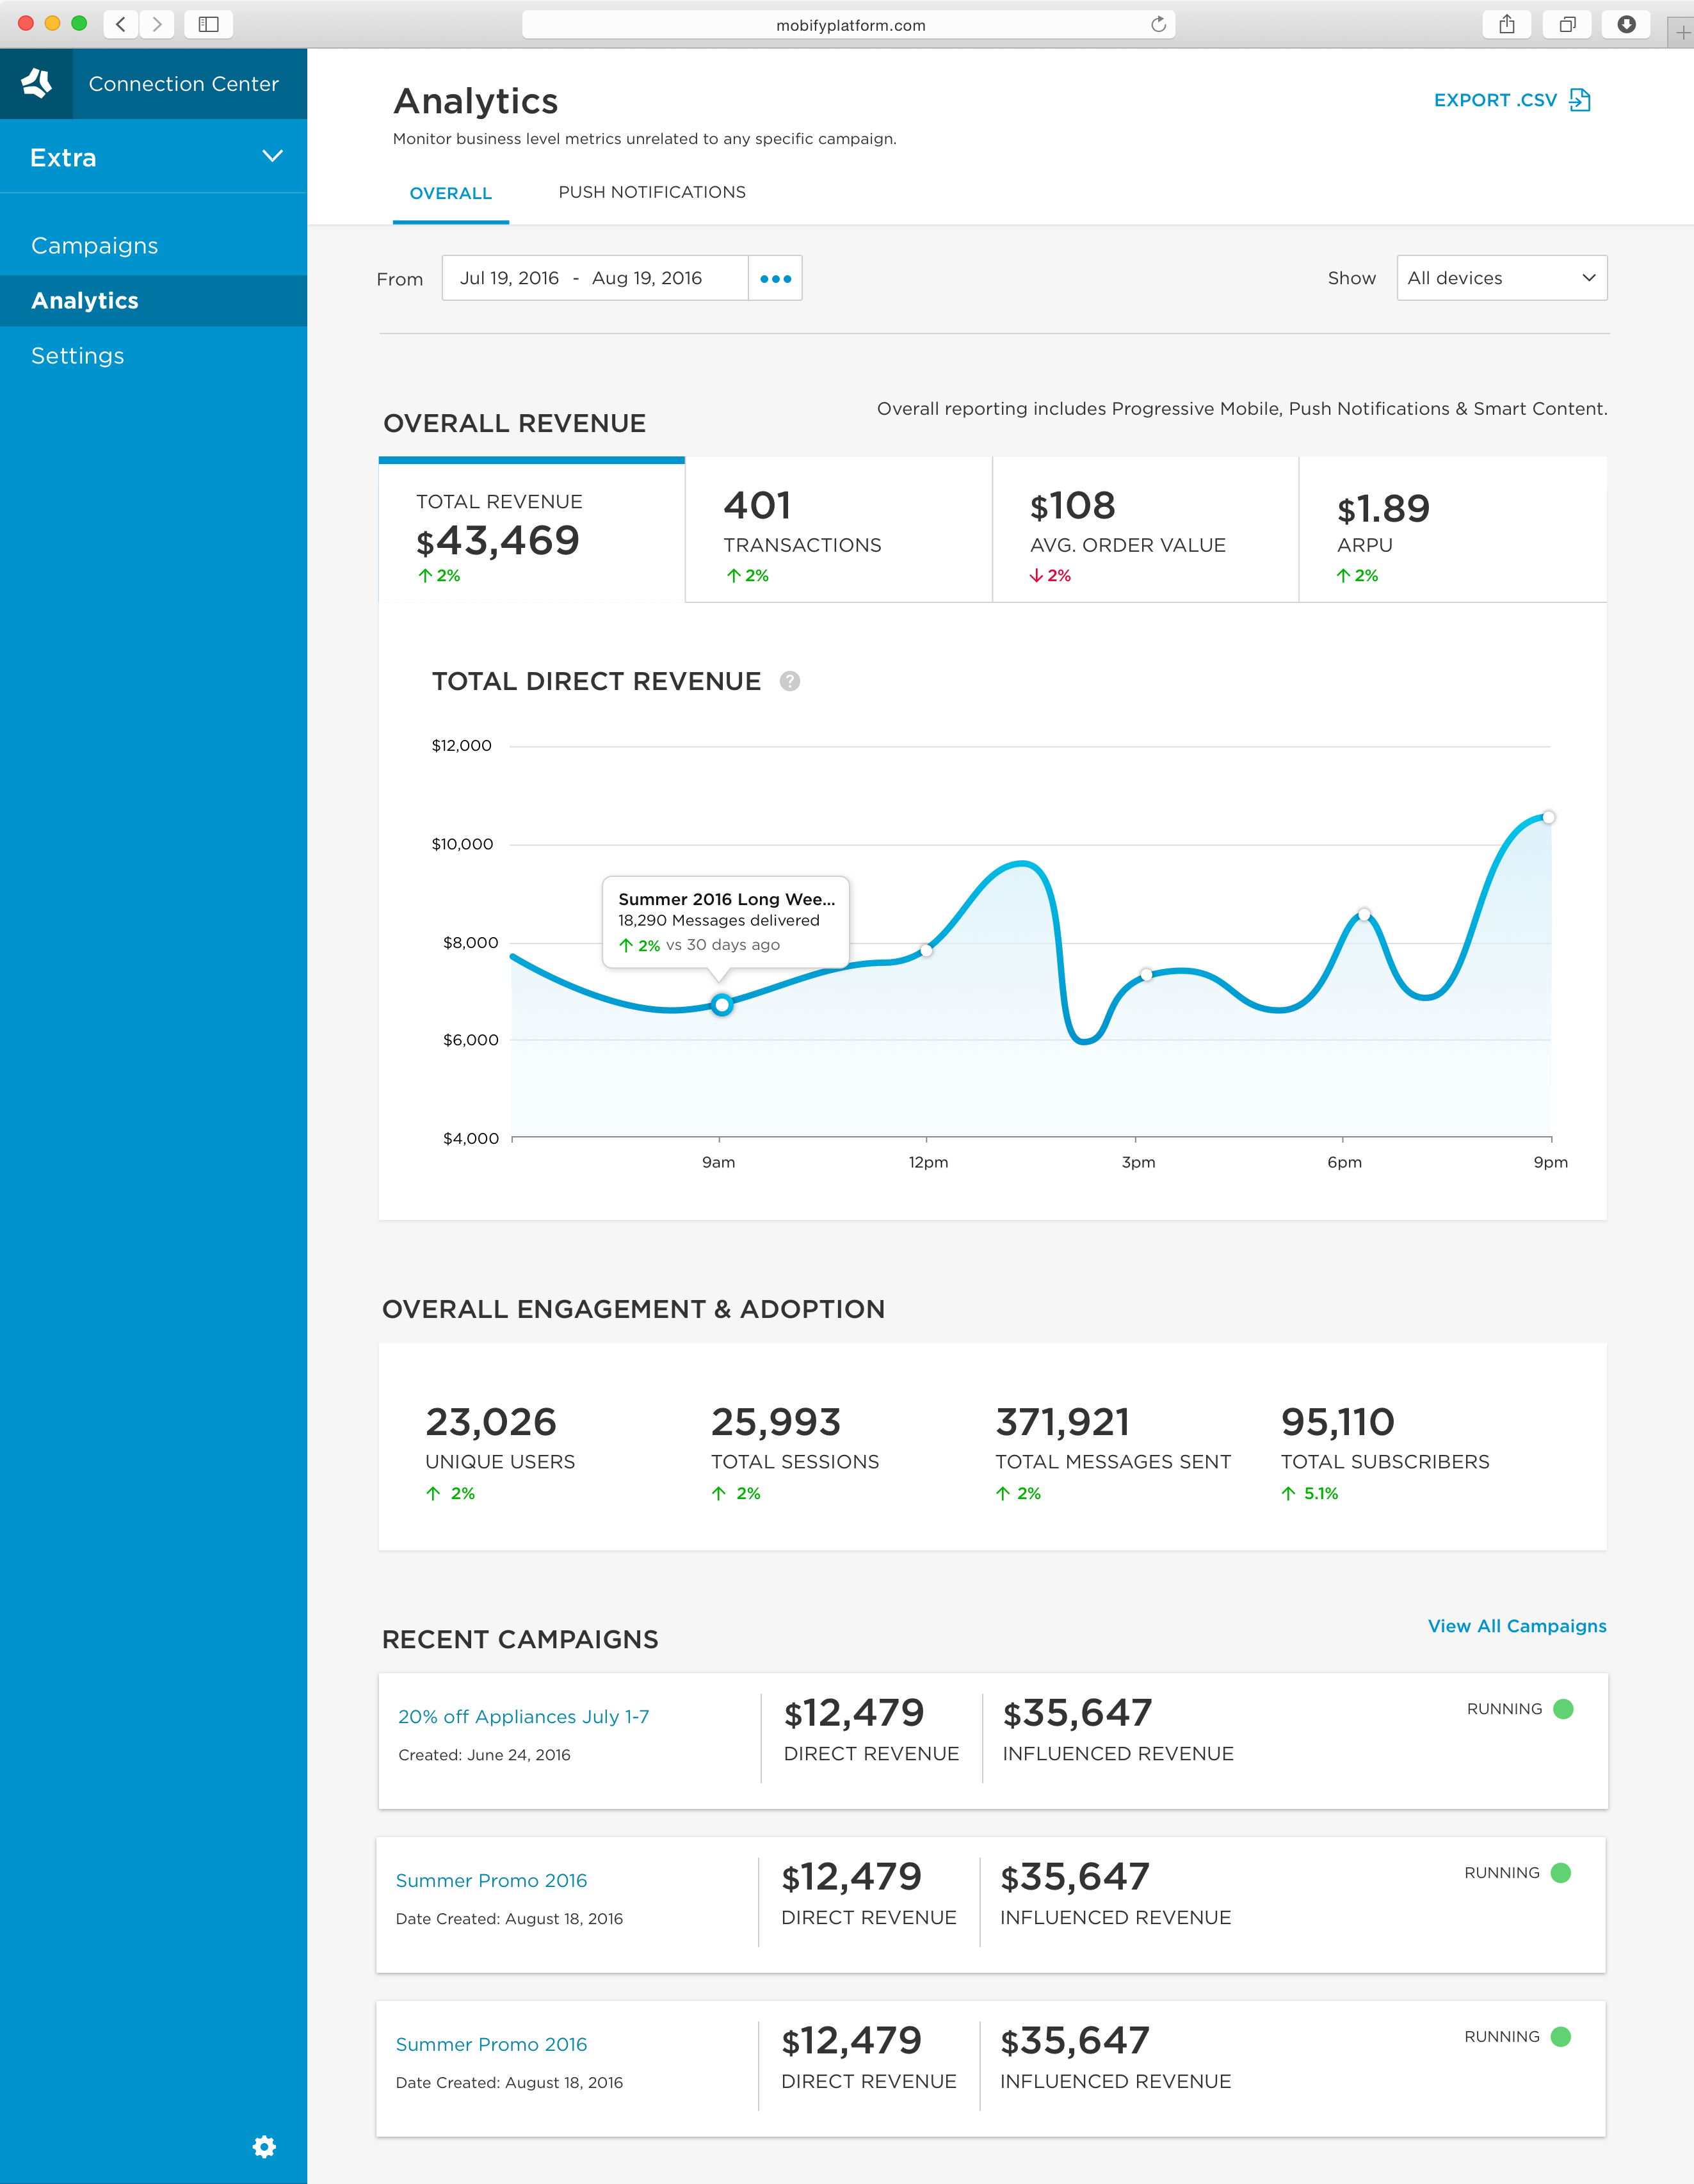 mobifyplatform.com
Connection Center
Extra
Campaigns
Analytics
Settings
Analytics
EXPORT .CSV
Monitor business level metrics unrelated to any specific campaign.
OVERALL
PUSH NOTIFICATIONS
From
Jul 19, 2016 - Aug 19, 2016
Show
All devices
OVERALL REVENUE
Overall reporting includes Progressive Mobile, Push Notifications & Smart Content.
TOTAL REVENUE
$43,469
2%
401
TRANSACTIONS
2%
$108
AVG. ORDER VALUE
2%
$1.89
ARPU
2%
TOTAL DIRECT REVENUE ?
$12,000
$10,000
$8,000
$6,000
$4,000
Summer 2016 Long Wee...
18,290 Messages delivered
2% vs 30 days ago
9am
12pm
3pm
6pm
9pm
OVERALL ENGAGEMENT & ADOPTION
23,026
UNIQUE USERS
2%
25,993
TOTAL SESSIONS
2%
371,921
TOTAL MESSAGES SENT
2%
95,110
TOTAL SUBSCRIBERS
5.1%
RECENT CAMPAIGNS
View All Campaigns
20% off Appliances July 1-7
Created: June 24, 2016
$12,479
DIRECT REVENUE
$35,647
INFLUENCED REVENUE
RUNNING
Summer Promo 2016
Date Created: August 18, 2016
$12,479
DIRECT REVENUE
$35,647
INFLUENCED REVENUE
RUNNING
Summer Promo 2016
Date Created: August 18, 2016
$12,479
DIRECT REVENUE
$35,647
INFLUENCED REVENUE
RUNNING